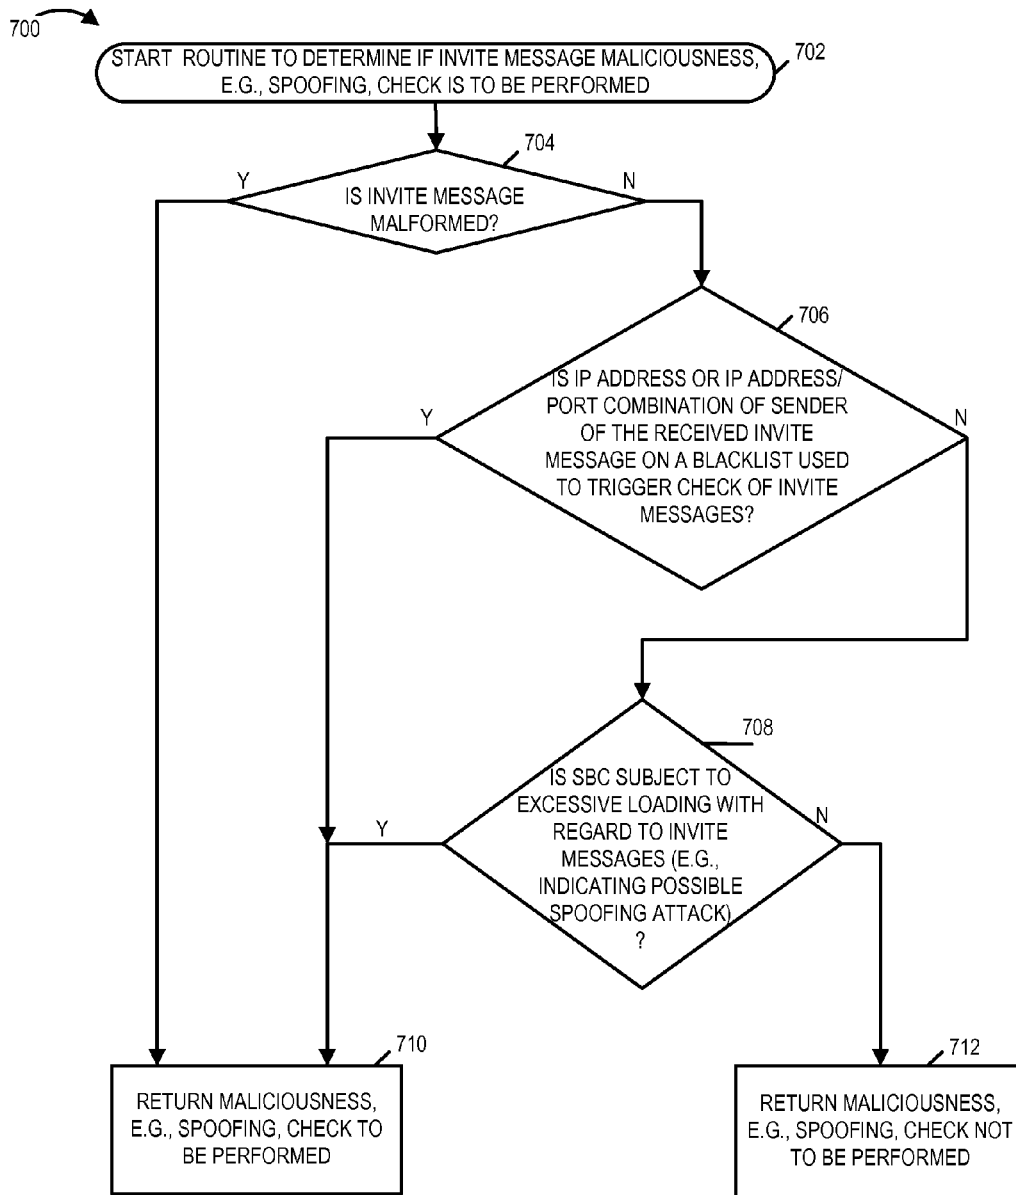 700
START ROUTINE TO DETERMINE IF INVITE MESSAGE MALICIOUSNESS,
E.G., SPOOFING, CHECK IS TO BE PERFORMED
702
704
Y
N
IS INVITE MESSAGE
MALFORMED?
706
IS IP ADDRESS OR IP ADDRESS/
PORT COMBINATION OF SENDER
OF THE RECEIVED INVITE
MESSAGE ON A BLACKLIST USED
TO TRIGGER CHECK OF INVITE
MESSAGES?
Y
N
708
IS SBC SUBJECT TO
EXCESSIVE LOADING WITH
REGARD TO INVITE
MESSAGES (E.G.,
INDICATING POSSIBLE
SPOOFING ATTACK)
?
Y
N
710
RETURN MALICIOUSNESS,
E.G., SPOOFING, CHECK TO
BE PERFORMED
712
RETURN MALICIOUSNESS,
E.G., SPOOFING, CHECK NOT
TO BE PERFORMED